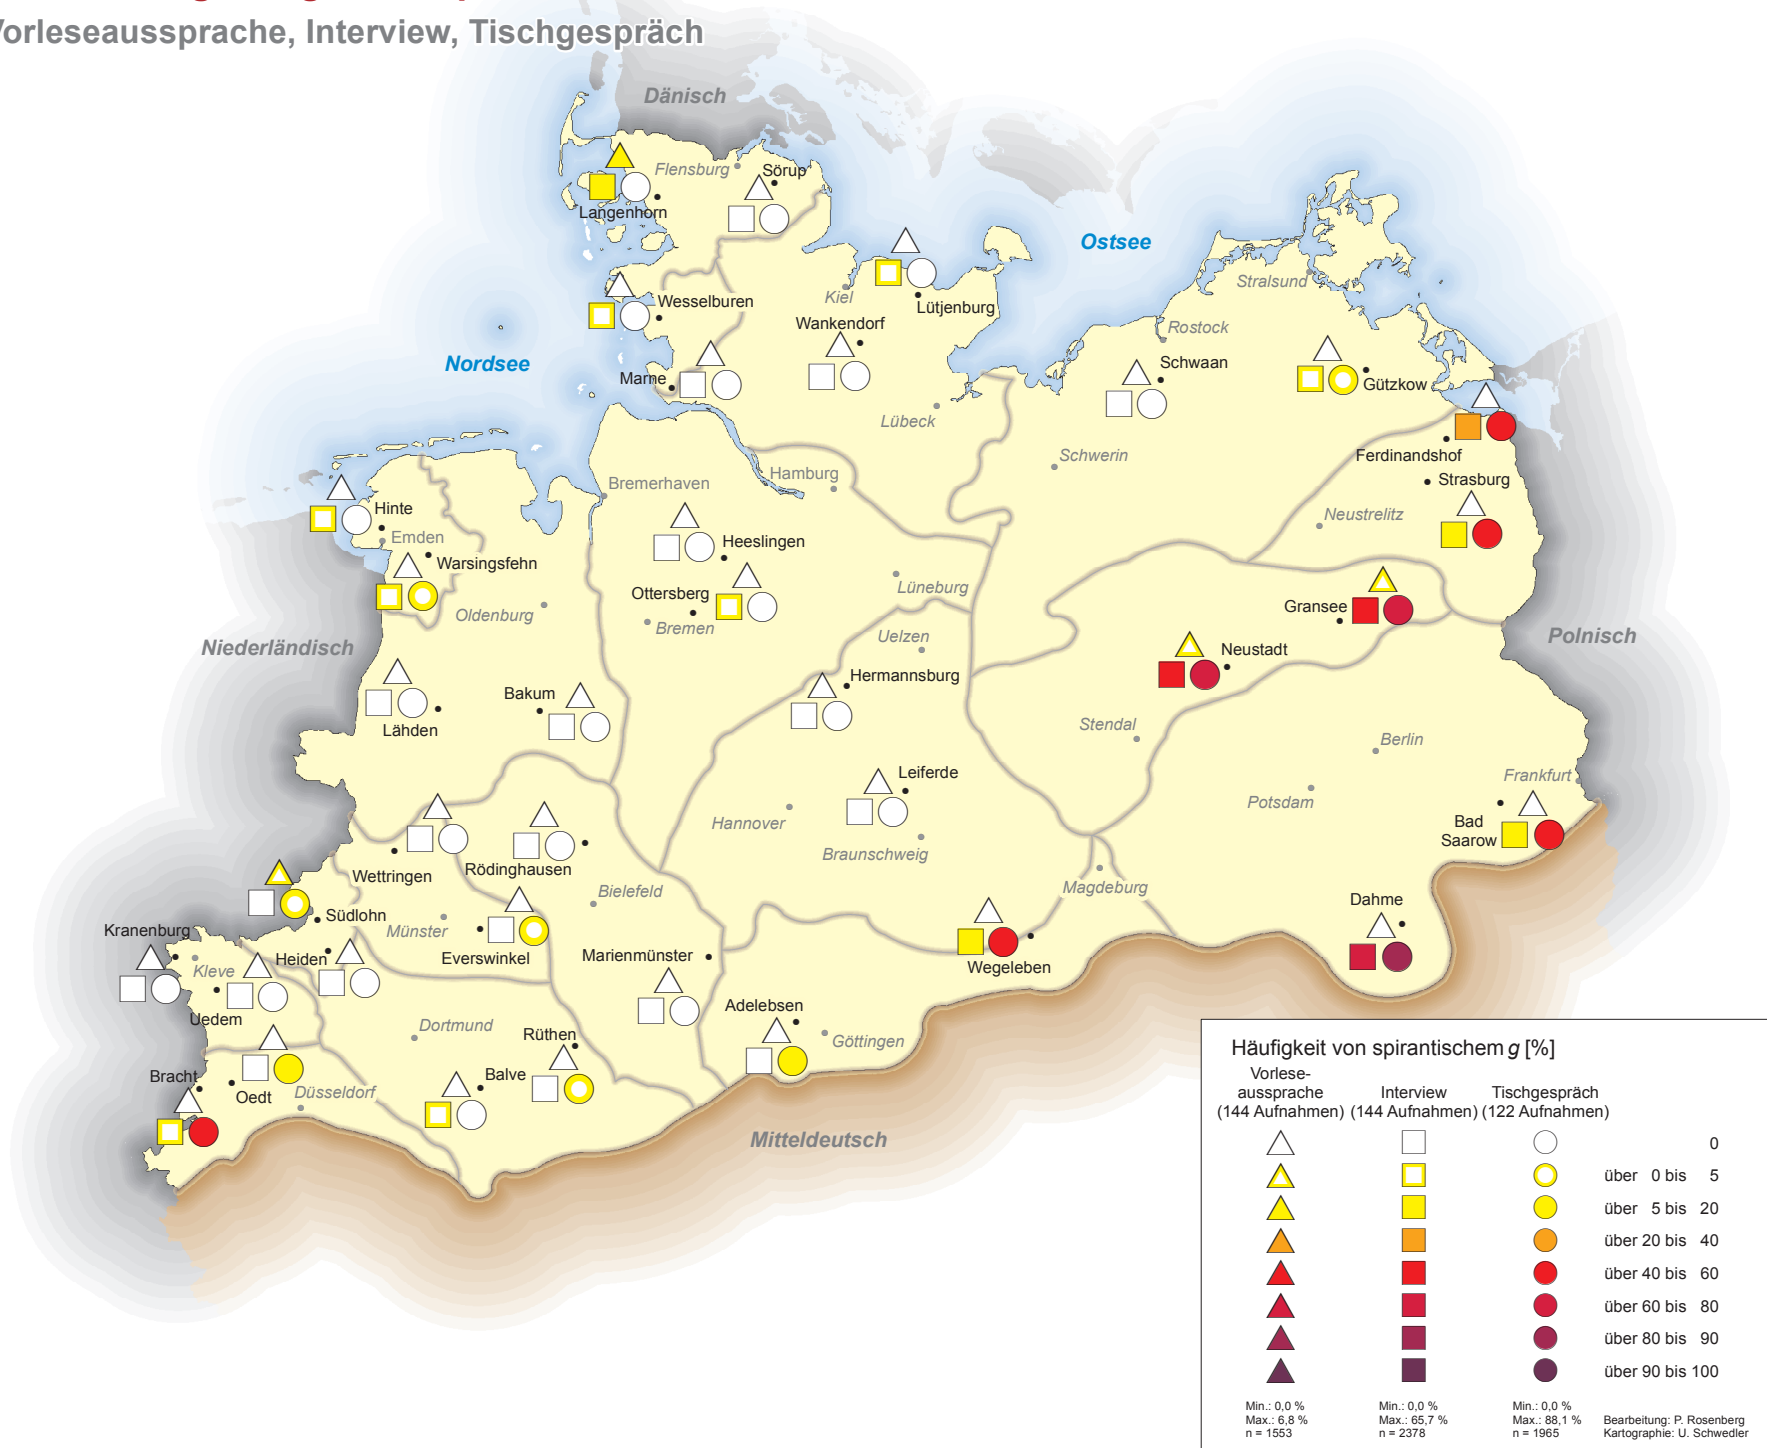 Vorleseaussprache, Interview, Tischgespräch
Dänisch
Flensburg
Sörup
Langenhorn
Ostsee
Stralsund
Kiel
Lütjenburg
Wesselburen
Wankendorf
Rostock
Nordsee
Schwaan
Marne
Gützkow
Lübeck
Ferdinandshof
Schwerin
Hamburg
Bremerhaven
Strasburg
Hinte
Neustrelitz
Emden
Heeslingen
Warsingsfehn
Lüneburg
Ottersberg
Gransee
Oldenburg
Bremen
Uelzen
Polnisch
Niederländisch
Neustadt
Hermannsburg
Bakum
Stendal
Lähden
Berlin
Leiferde
Frankfurt
Potsdam
Hannover
Bad
Saarow
Braunschweig
Rödinghausen
Wettringen
Magdeburg
Bielefeld
Dahme
Südlohn
Kranenburg
Münster
Heiden
Everswinkel
Marienmünster
Wegeleben
Kleve
Adelebsen
Uedem
Dortmund
Rüthen
Göttingen
Bracht
Balve
Oedt
Düsseldorf
Mitteldeutsch
Häufigkeit von spirantischem g [%]
Vorlese-
aussprache Interview Tischgespräch
(144 Aufnahmen) (144 Aufnahmen) (122 Aufnahmen)
0
über 0 bis 5
über 5 bis 20
über 20 bis 40
über 40 bis 60
über 60 bis 80
über 80 bis 90
über 90 bis 100
Min.: 0,0 % Min.: 0,0 % Min.: 0,0 %
Max.: 6,8 % Max.: 65,7 % Max.: 88,1 % Bearbeitung: P. Rosenberg
n = 1553 n = 2378 n = 1965 Kartographie: U. Schwedler